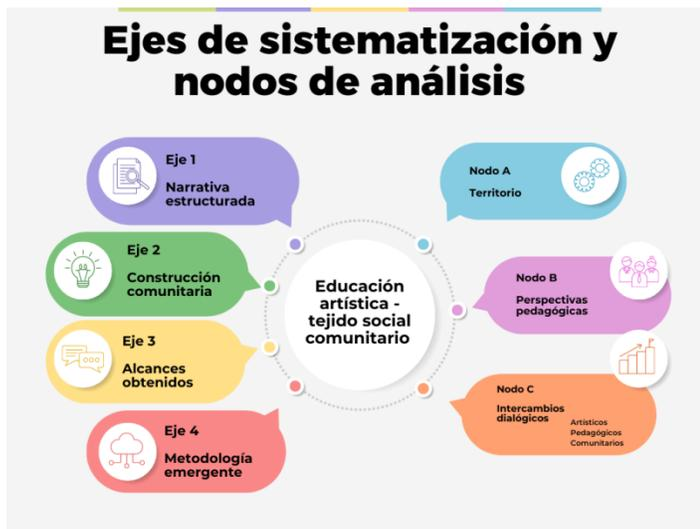 Ejes de sistematización y
nodos de análisis
Eje 1
Narrativa
estructurada
Eje 2
Construcción
comunitaria
Eje 3
Alcances
obtenidos
Eje 4
Metodología
emergente
Educación
artística -
tejido social
comunitario
Nodo A
Territorio
Nodo B
Perspectivas
pedagógicas
Nodo C
Intercambios
dialógicos
Artísticos
Pedagógicos
Comunitarios